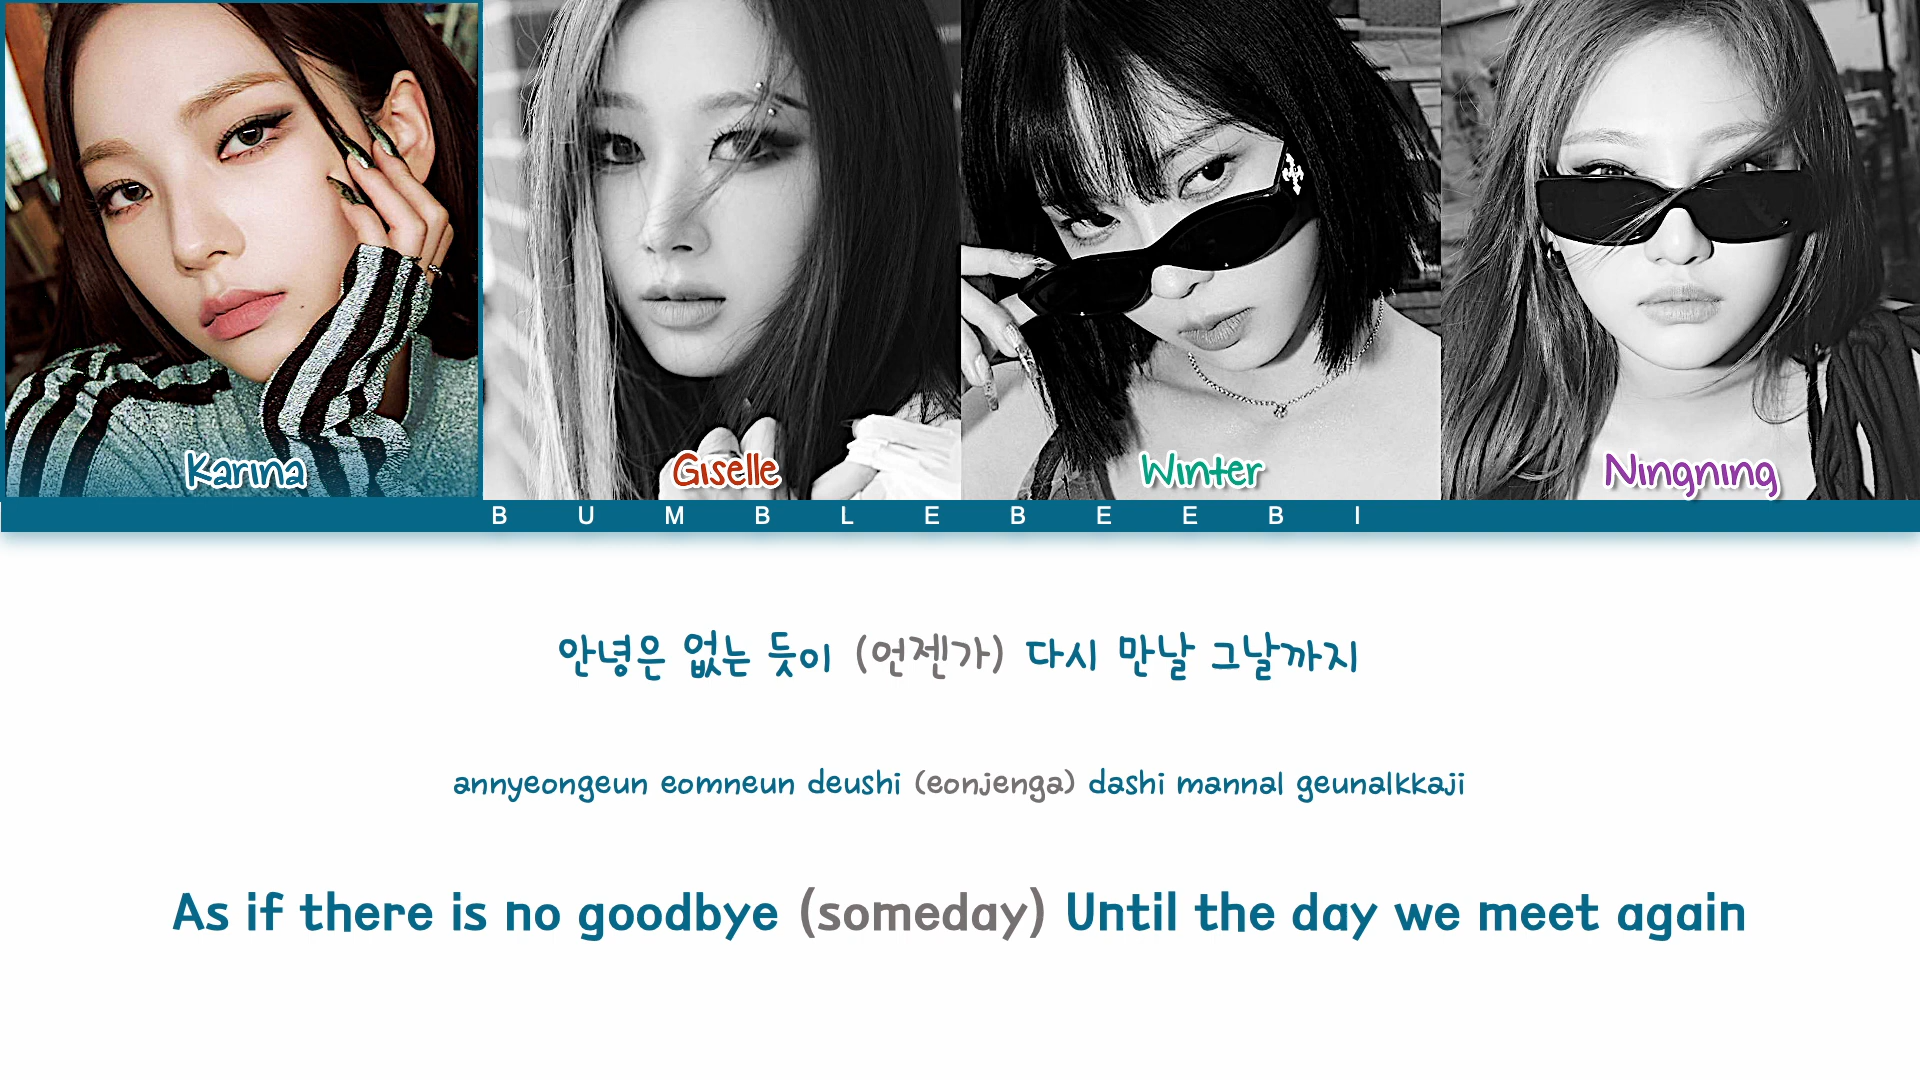 Karina
Giselle
Winter
Ningning
B U M B L E B E E B I
안녕은 없는 듯이 (언젠가) 다시 만날 그날까지
annyeongeun eomneun deushi (eonjenga) dashi mannal geunalkkaji
As if there is no goodbye (someday) Until the day we meet again